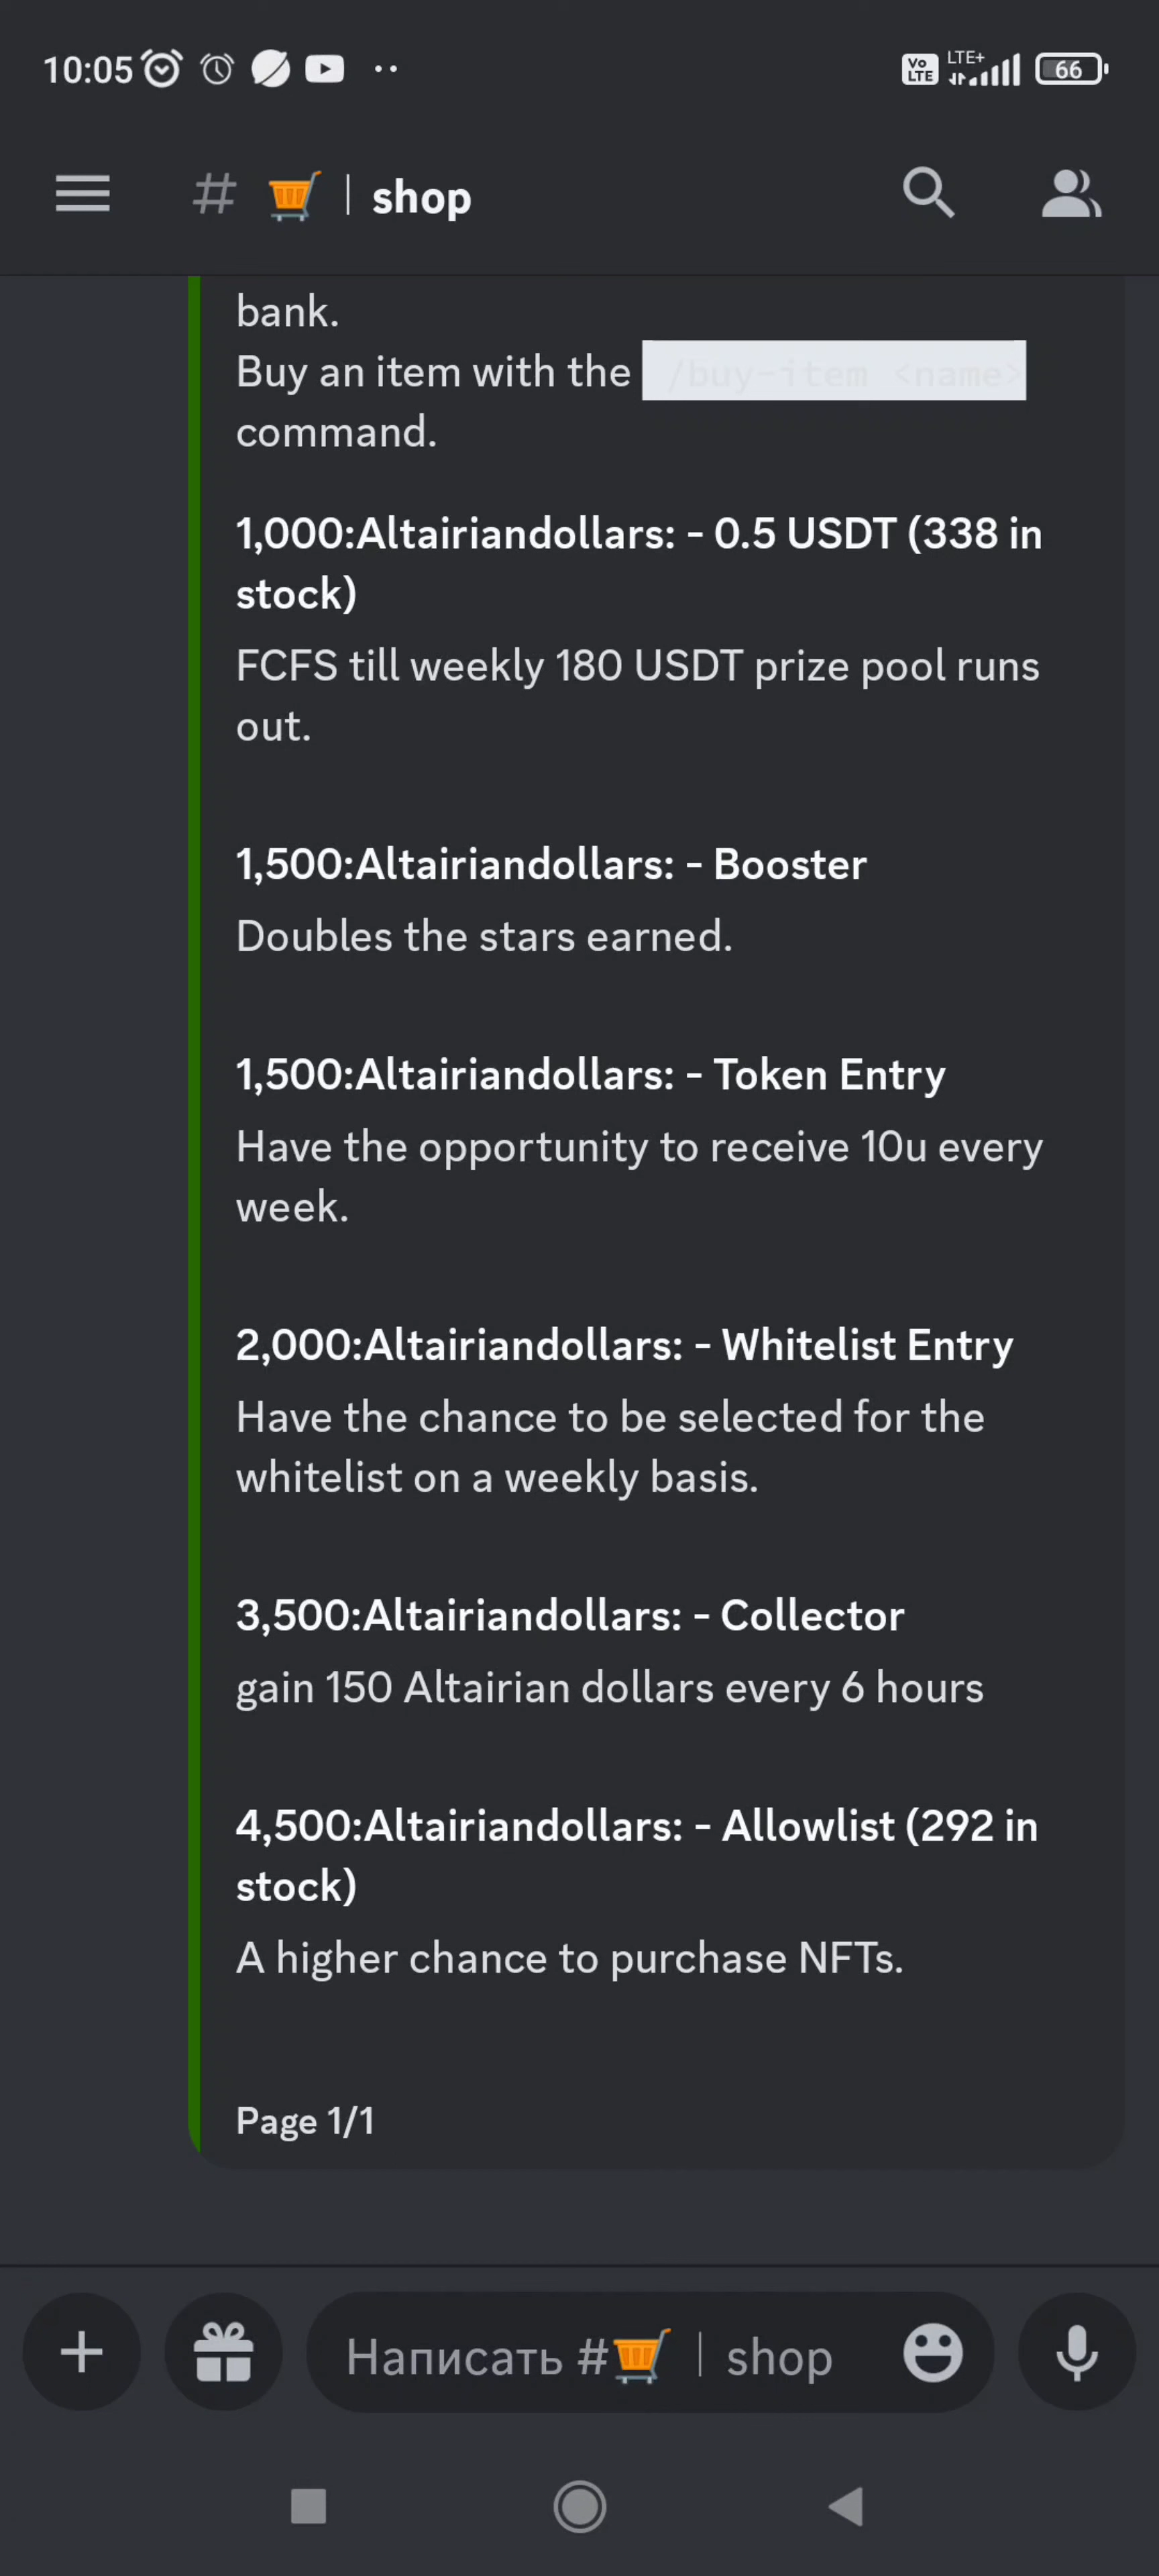 10:05
Vo LTE LTE+ 66
# 🛒 | shop
bank.
Buy an item with the /buy-item <name>
command.
1,000:Altairiandollars: - 0.5 USDT (338 in
stock)
FCFS till weekly 180 USDT prize pool runs
out.
1,500:Altairiandollars: - Booster
Doubles the stars earned.
1,500:Altairiandollars: - Token Entry
Have the opportunity to receive 10u every
week.
2,000:Altairiandollars: - Whitelist Entry
Have the chance to be selected for the
whitelist on a weekly basis.
3,500:Altairiandollars: - Collector
gain 150 Altairian dollars every 6 hours
4,500:Altairiandollars: - Allowlist (292 in
stock)
A higher chance to purchase NFTs.
Page 1/1
Написать #🛒 | shop